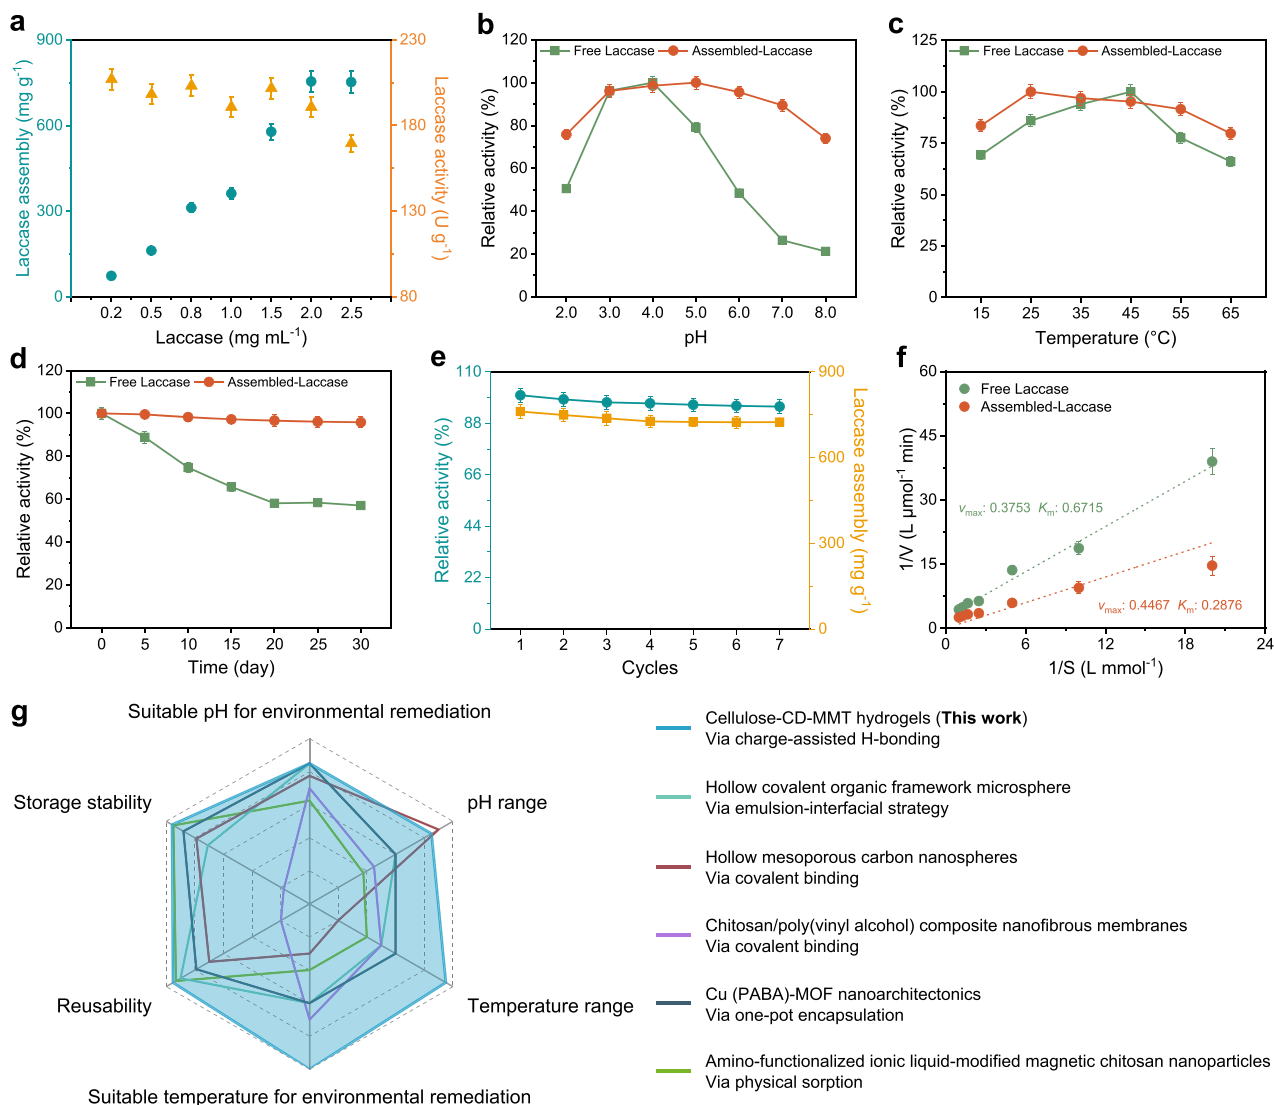 a
900
600
300
0
Laccase assembly (mg g-1)
230
180
130
80
Laccase activity (U g-1)
0.2 0.5 0.8 1.0 1.5 2.0 2.5
Laccase (mg mL-1)
b
120
100
80
60
40
20
0
Relative activity (%)
Free Laccase Assembled-Laccase
2.0 3.0 4.0 5.0 6.0 7.0 8.0
pH
c
125
100
75
50
25
0
Relative activity (%)
Free Laccase Assembled-Laccase
15 25 35 45 55 65
Temperature (°C)
d
120
100
80
60
40
20
0
Relative activity (%)
Free Laccase Assembled-Laccase
0 5 10 15 20 25 30
Time (day)
e
110
88
66
44
22
0
Relative activity (%)
900
600
300
0
Laccase assembly (mg g-1)
1 2 3 4 5 6 7
Cycles
f
60
45
30
15
0
1/V (L μmol-1 min)
Free Laccase
Assembled-Laccase
vmax: 0.3753 Km: 0.6715
vmax: 0.4467 Km: 0.2876
0 6 12 18 24
1/S (L mmol-1)
g
Suitable pH for environmental remediation
Storage stability
pH range
Reusability
Temperature range
Suitable temperature for environmental remediation
Cellulose-CD-MMT hydrogels (This work)
Via charge-assisted H-bonding
Hollow covalent organic framework microsphere
Via emulsion-interfacial strategy
Hollow mesoporous carbon nanospheres
Via covalent binding
Chitosan/poly(vinyl alcohol) composite nanofibrous membranes
Via covalent binding
Cu (PABA)-MOF nanoarchitectonics
Via one-pot encapsulation
Amino-functionalized ionic liquid-modified magnetic chitosan nanoparticles
Via physical sorption